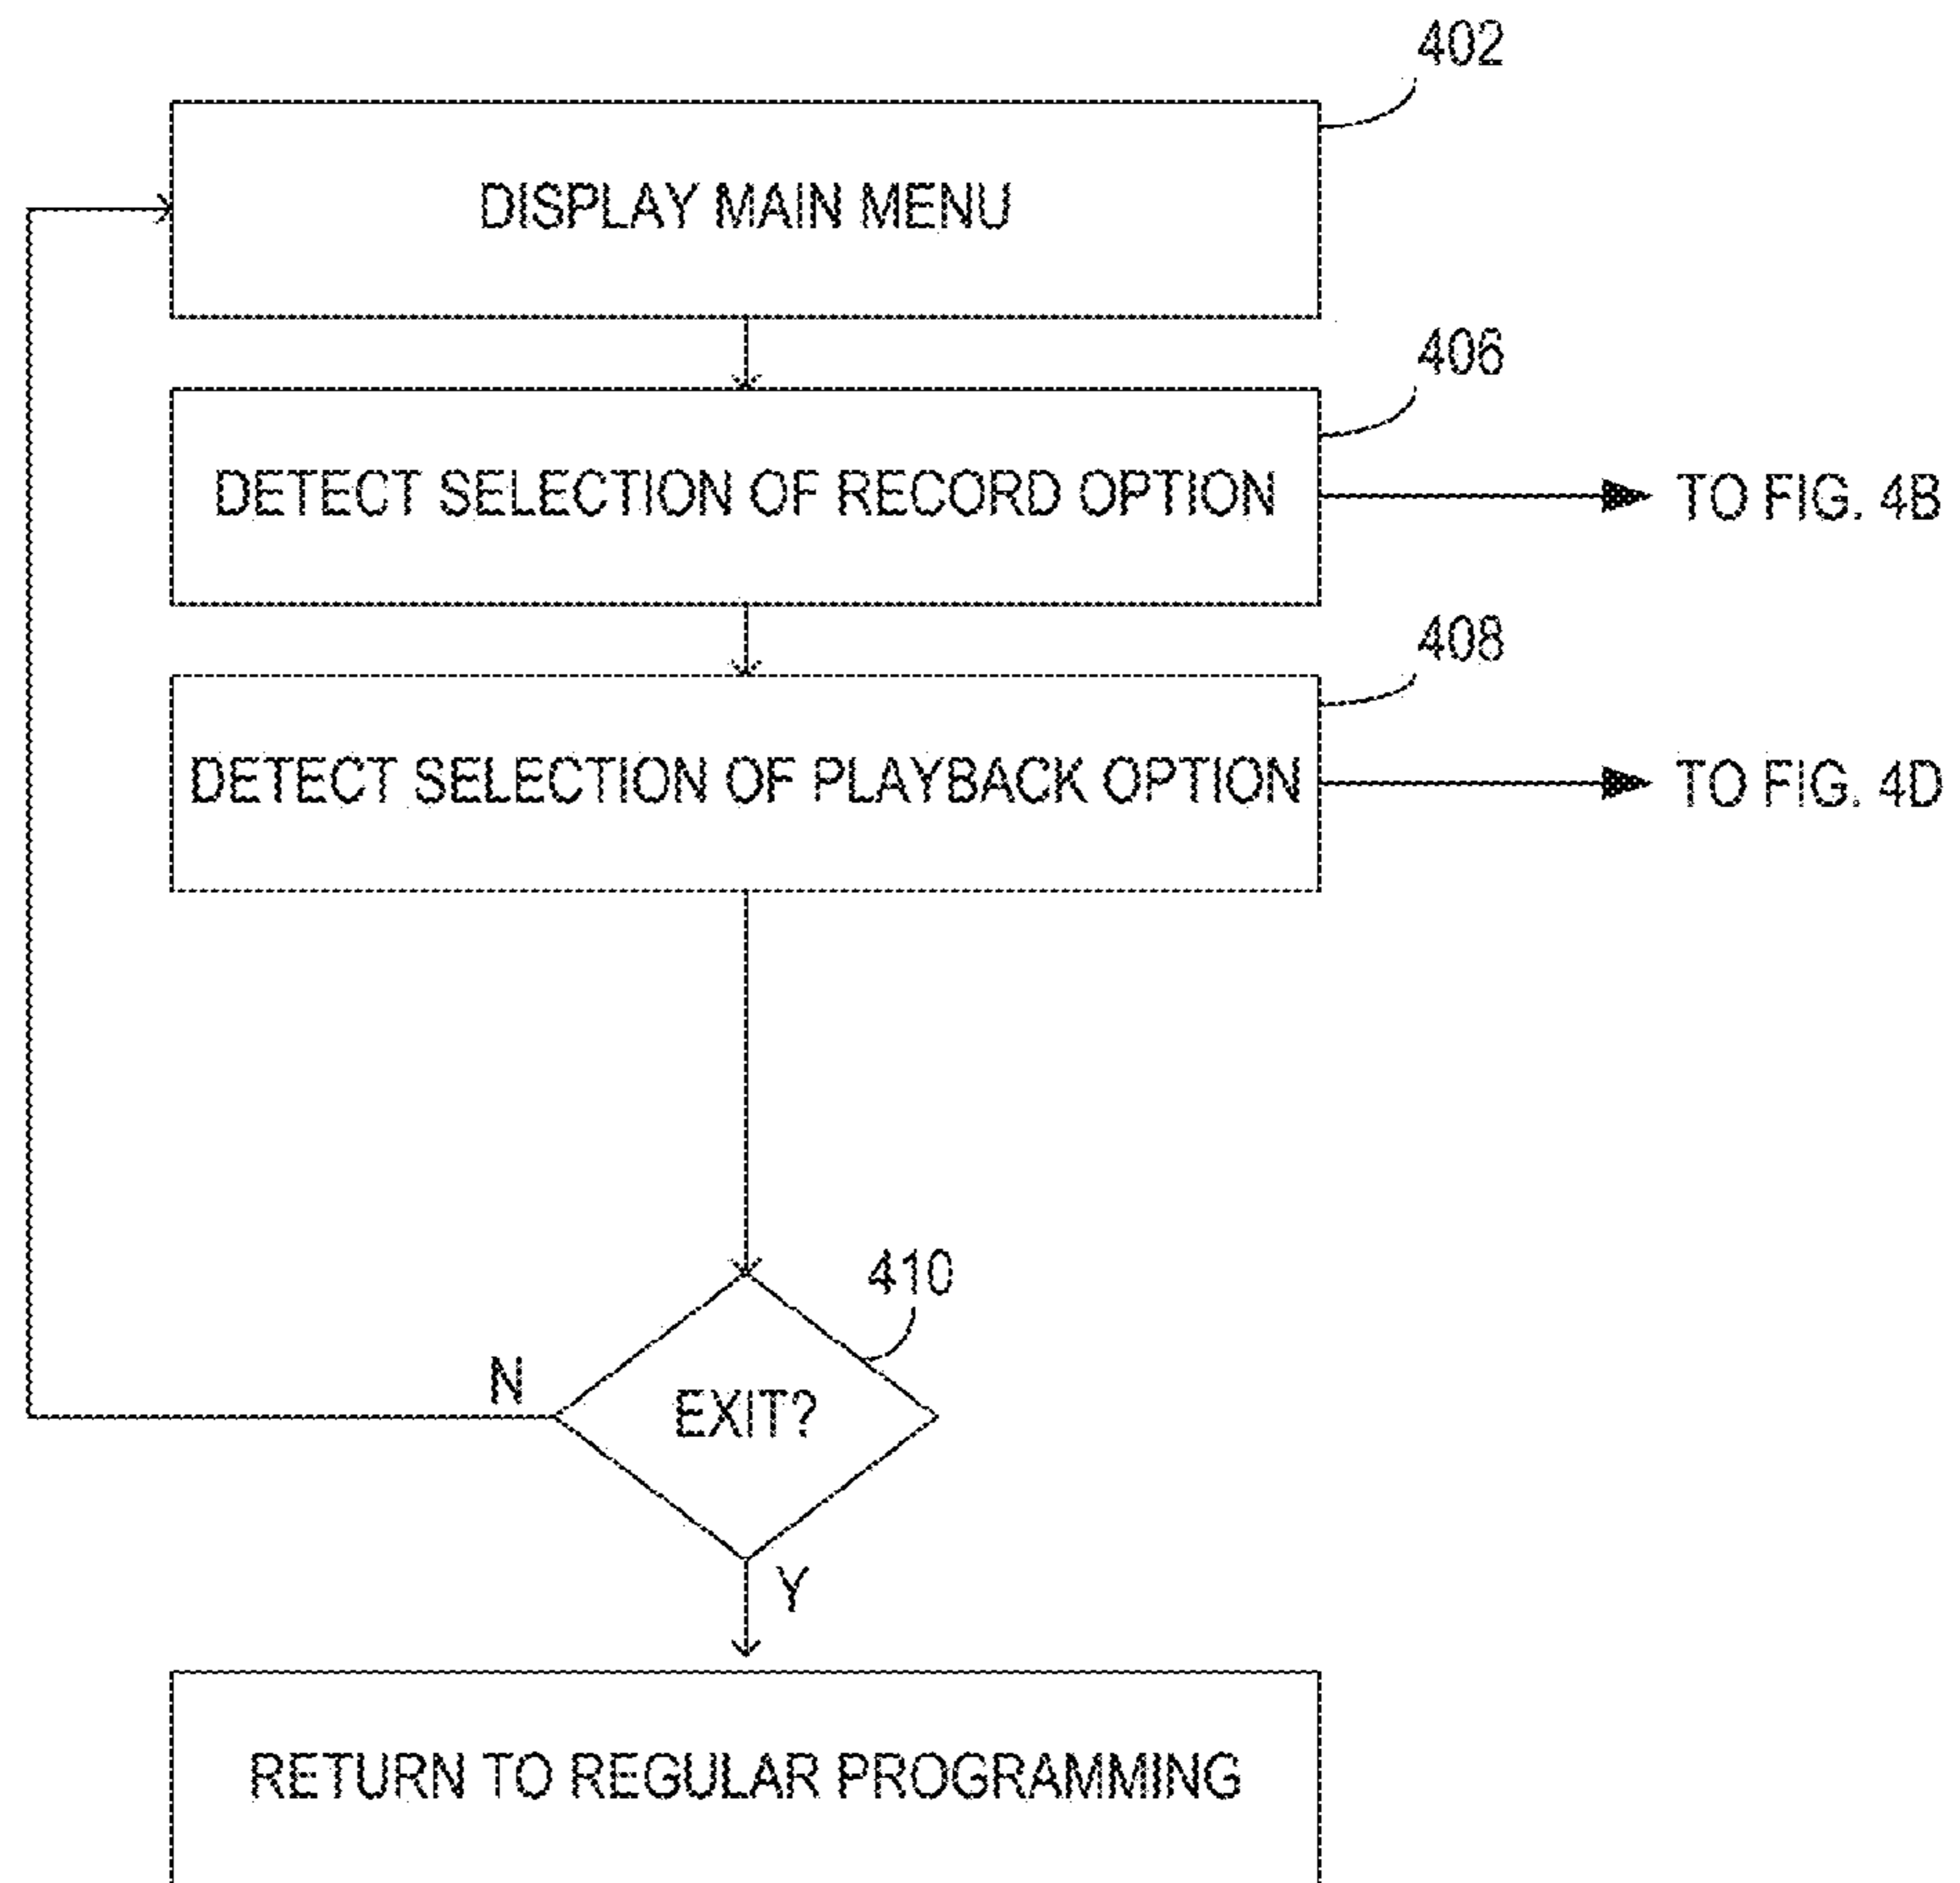 402
DISPLAY MAIN MENU
406
DETECT SELECTION OF RECORD OPTION
TO FIG. 4B
408
DETECT SELECTION OF PLAYBACK OPTION
TO FIG. 4D
410
N
EXIT?
Y
RETURN TO REGULAR PROGRAMMING